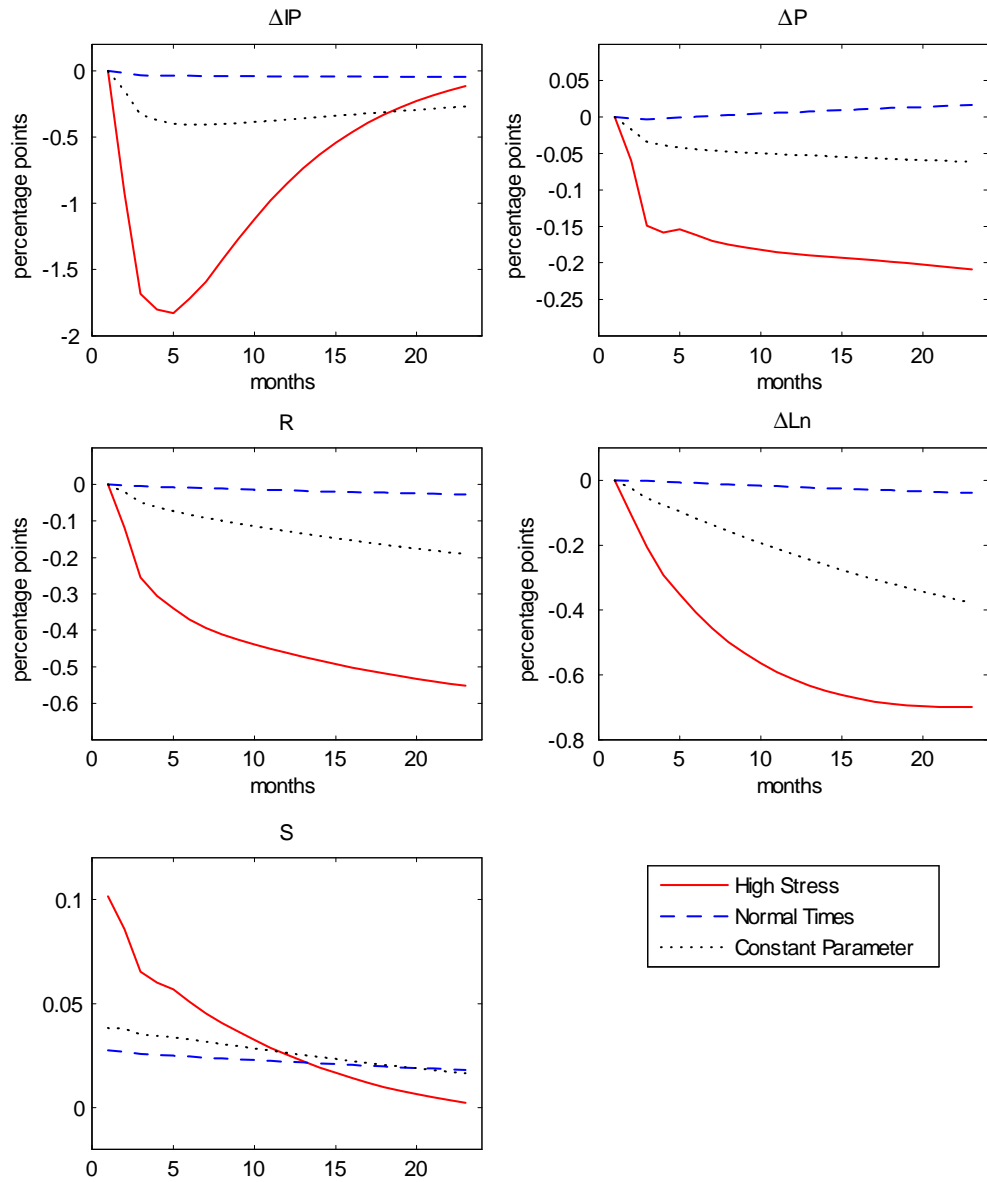 ΔIP
percentage points
0
-0.5
-1
-1.5
-2
0 5 10 15 20
months
ΔP
percentage points
0.05
0
-0.05
-0.1
-0.15
-0.2
-0.25
0 5 10 15 20
months
R
percentage points
0
-0.1
-0.2
-0.3
-0.4
-0.5
-0.6
0 5 10 15 20
months
ΔLn
percentage points
0
-0.2
-0.4
-0.6
-0.8
0 5 10 15 20
months
S
0.1
0.05
0
0 5 10 15 20
High Stress
Normal Times
Constant Parameter